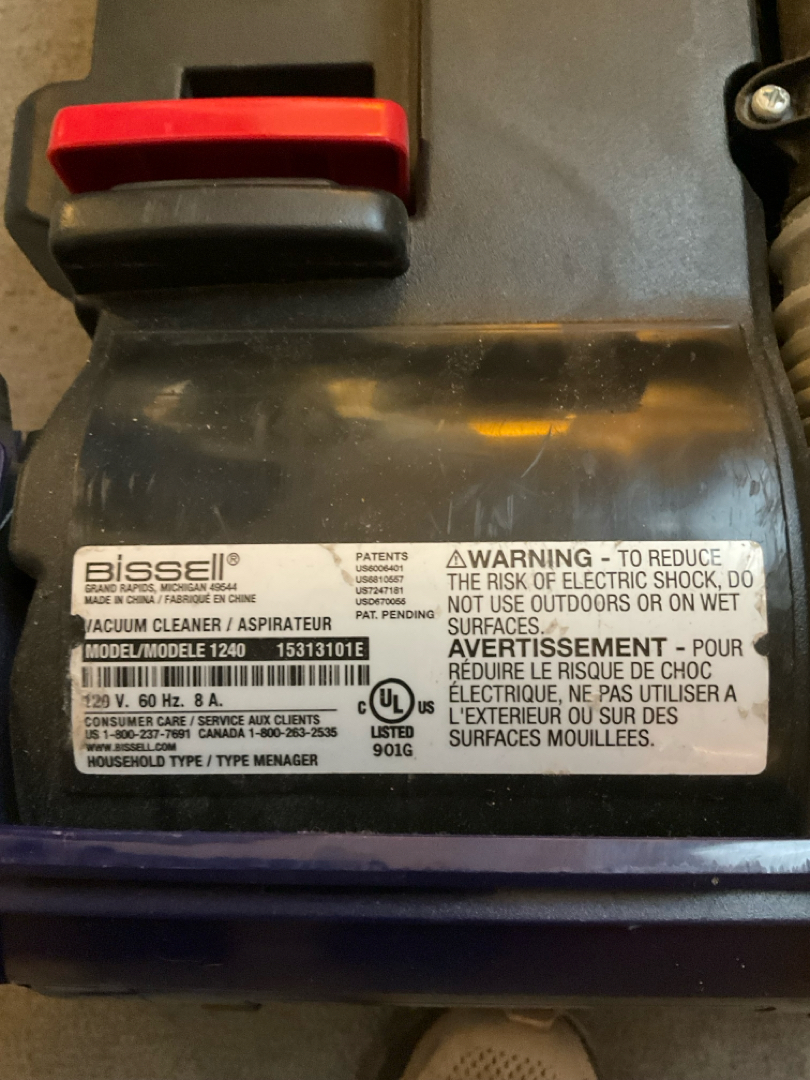 BISSELL®
GRAND RAPIDS, MICHIGAN 49544
MADE IN CHINA / FABRIQUÉ EN CHINE
VACUUM CLEANER / ASPIRATEUR
MODEL/MODELE 1240 15313101E
120 V. 60 Hz. 8 A.
CONSUMER CARE / SERVICE AUX CLIENTS
US 1-800-237-7691 CANADA 1-800-263-2535
WWW.BISSELL.COM
HOUSEHOLD TYPE / TYPE MENAGER
PATENTS
US6006401
US6810557
US7247181
USD670055
PAT. PENDING
C UL US
LISTED
901G
⚠WARNING - TO REDUCE
THE RISK OF ELECTRIC SHOCK, DO
NOT USE OUTDOORS OR ON WET
SURFACES.
AVERTISSEMENT - POUR
RÉDUIRE LE RISQUE DE CHOC
ÉLECTRIQUE, NE PAS UTILISER A
L'EXTERIEUR OU SUR DES
SURFACES MOUILLEES.